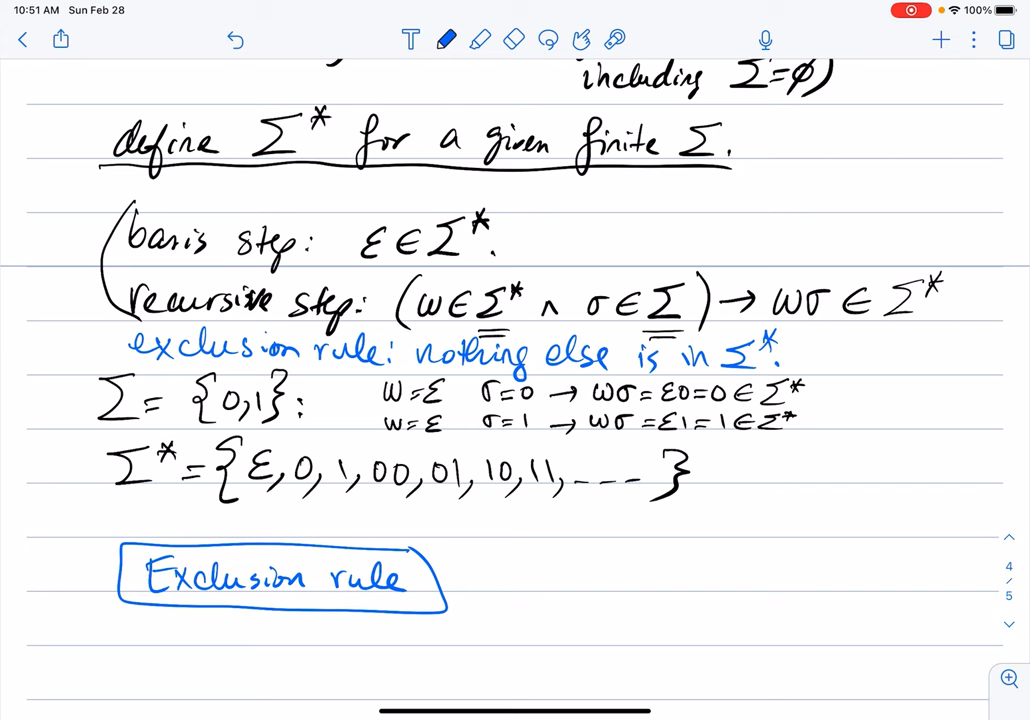 10:51 AM Sun Feb 28
100%
including Σ=∅)
define Σ* for a given finite Σ.
basis step: ε∈Σ*.
recursive step: (w∈Σ* ∧ σ∈Σ)→wσ∈Σ*
exclusion rule: nothing else is in Σ*.
Σ={0,1}:
w=ε σ=0 → wσ=ε0=0∈Σ*
w=ε σ=1 → wσ=ε1=1∈Σ*
Σ*={ε,0,1,00,01,10,11,----}
Exclusion rule
4
/
5